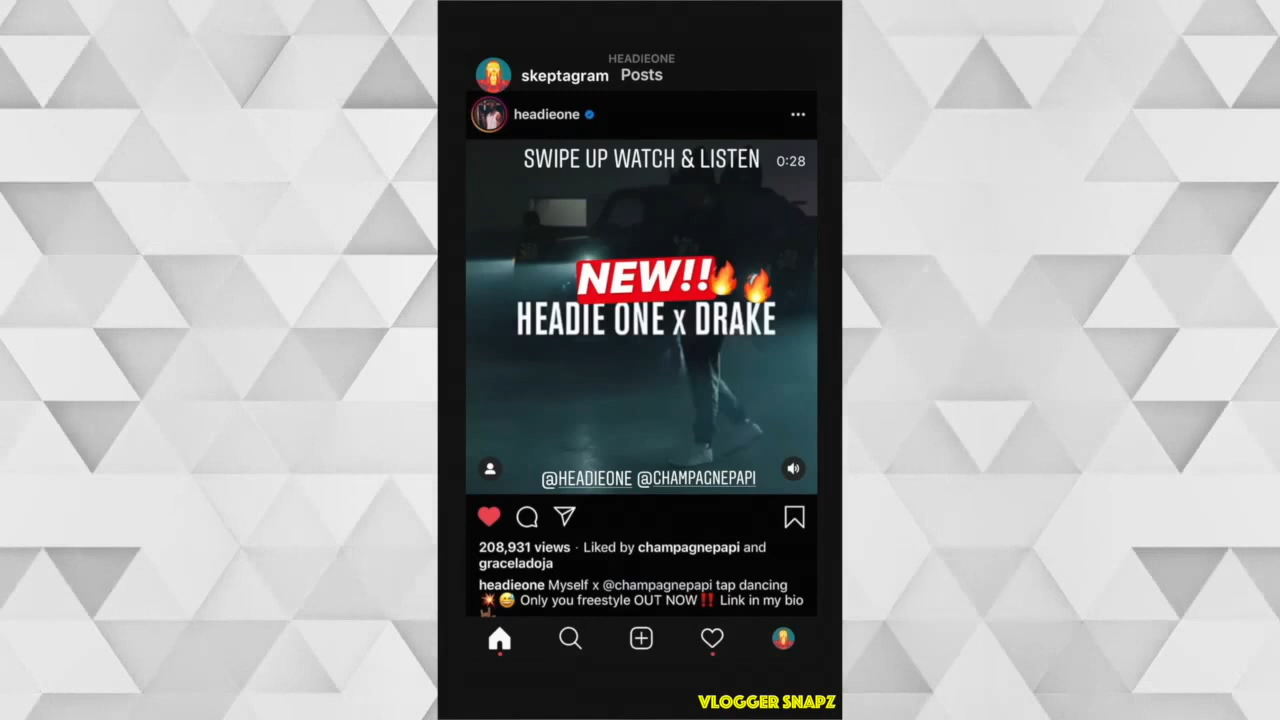 HEADIEONE
skeptagram Posts
headieone
SWIPE UP WATCH & LISTEN 0:28
NEW!!🔥🔥
HEADIE ONE x DRAKE
@HEADIEONE @CHAMPAGNEPAPI
208,931 views · Liked by champagnepapi and
graceladoja
headieone Myself x @champagnepapi tap dancing
💥😅 Only you freestyle OUT NOW‼️ Link in my bio
VLOGGER SNAPZ